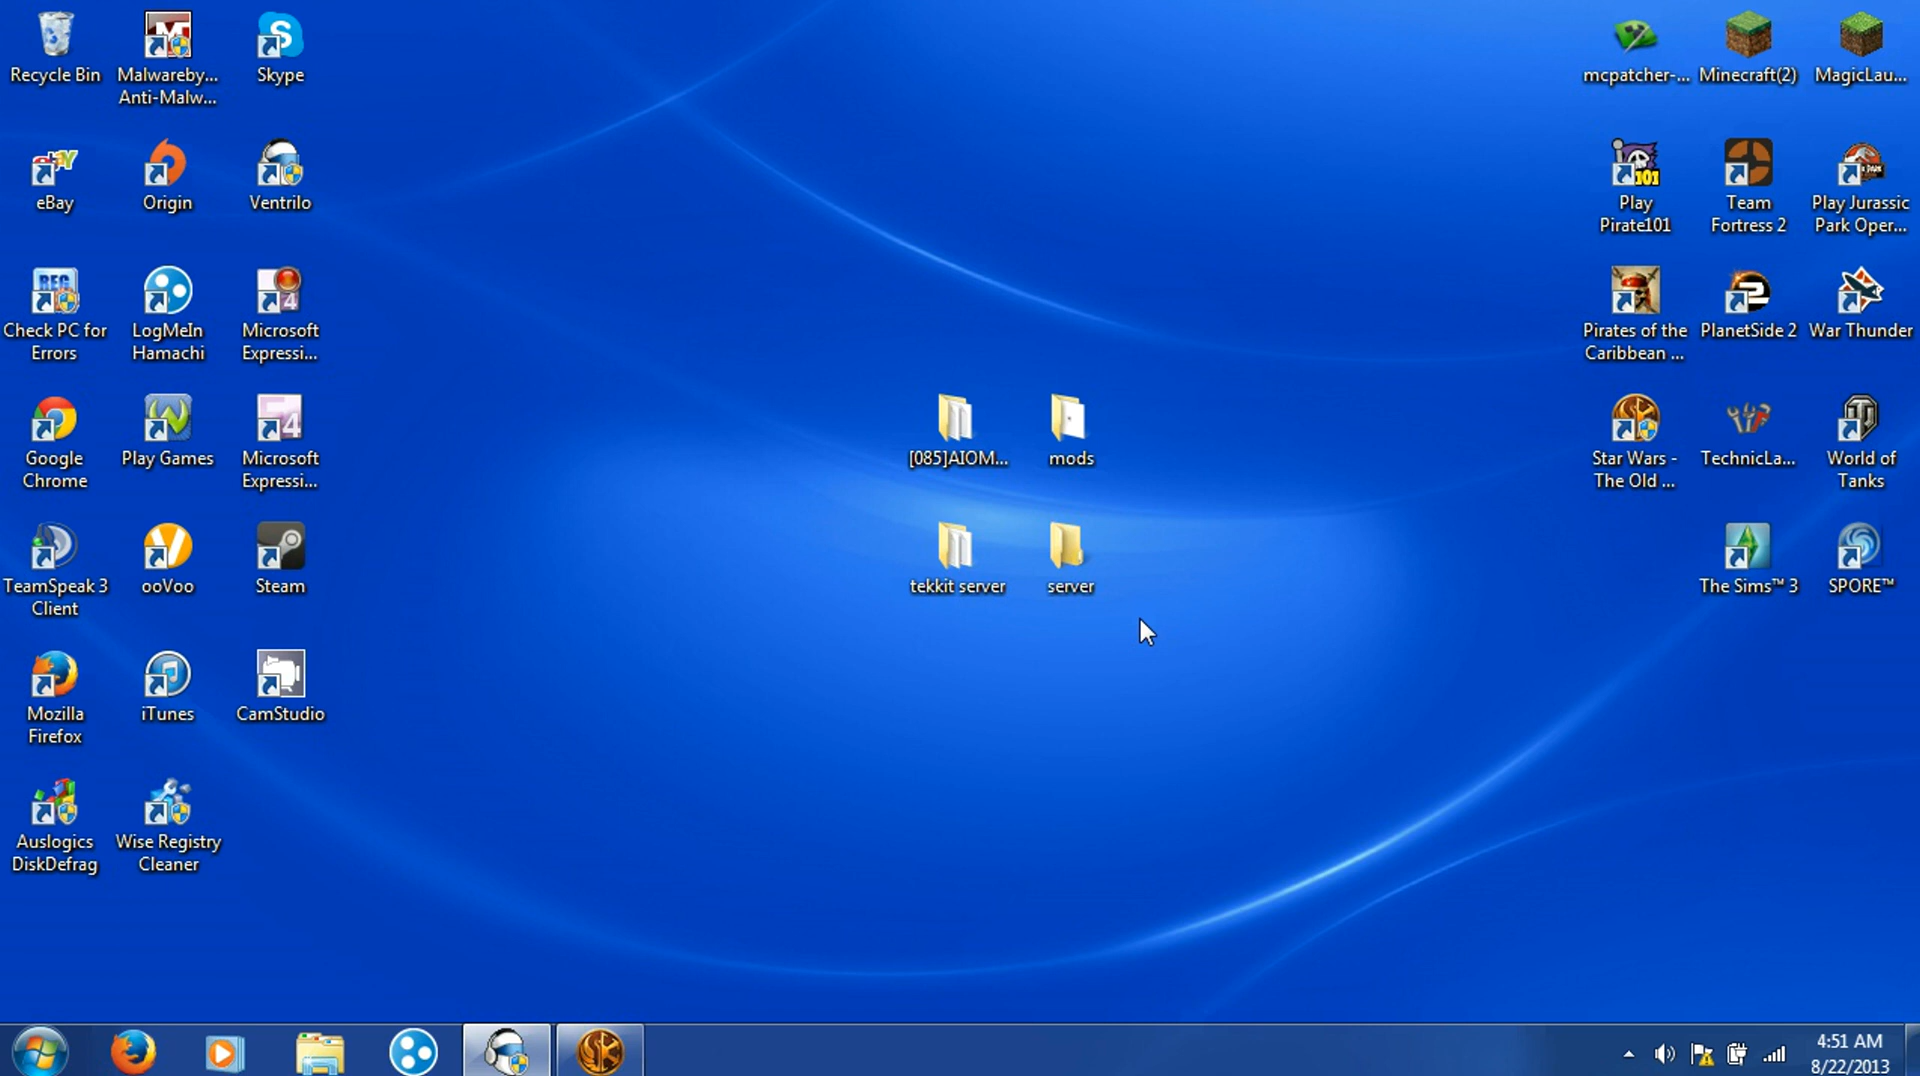 Recycle Bin
Malwareby...
Anti-Malw...
Skype
eBay
Origin
Ventrilo
REG
Check PC for
Errors
LogMeIn
Hamachi
4
Microsoft
Expressi...
Google
Chrome
Play Games
4
Microsoft
Expressi...
TeamSpeak 3
Client
ooVoo
Steam
Mozilla
Firefox
iTunes
CamStudio
Auslogics
DiskDefrag
Wise Registry
Cleaner
[085]AIOM...
mods
tekkit server
server
mcpatcher-...
Minecraft(2)
MagicLau...
101
Play
Pirate101
Team
Fortress 2
Play Jurassic
Park Oper...
Pirates of the
Caribbean ...
PlanetSide 2
War Thunder
Star Wars -
The Old ...
TechnicLa...
World of
Tanks
The Sims™ 3
SPORE™
4:51 AM
8/22/2013